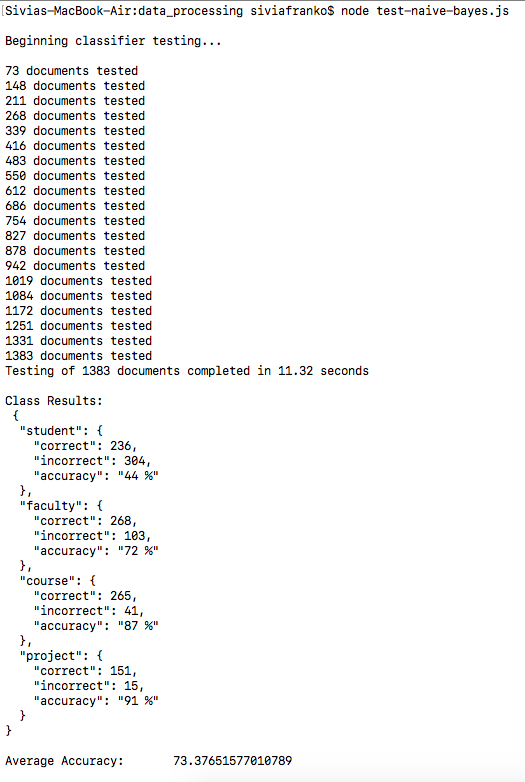 [Sivias-MacBook-Air:data_processing siviafranko$ node test-naive-bayes.js
Beginning classifier testing...
73 documents tested
148 documents tested
211 documents tested
268 documents tested
339 documents tested
416 documents tested
483 documents tested
550 documents tested
612 documents tested
686 documents tested
754 documents tested
827 documents tested
878 documents tested
942 documents tested
1019 documents tested
1084 documents tested
1172 documents tested
1251 documents tested
1331 documents tested
1383 documents tested
Testing of 1383 documents completed in 11.32 seconds
Class Results:
{
"student": {
"correct": 236,
"incorrect": 304,
"accuracy": "44 %"
},
"faculty": {
"correct": 268,
"incorrect": 103,
"accuracy": "72 %"
},
"course": {
"correct": 265,
"incorrect": 41,
"accuracy": "87 %"
},
"project": {
"correct": 151,
"incorrect": 15,
"accuracy": "91 %"
}
}
Average Accuracy: 73.37651577010789